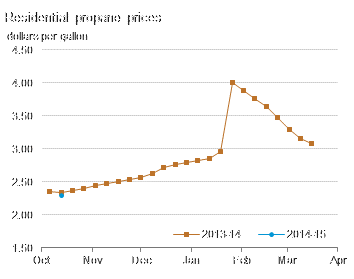 Residential propane prices
dollars per gallon
4.50
4.00
3.50
3.00
2.50
2.00
1.50
Oct Nov Dec Jan Feb Mar Apr
2013-14 2014-15